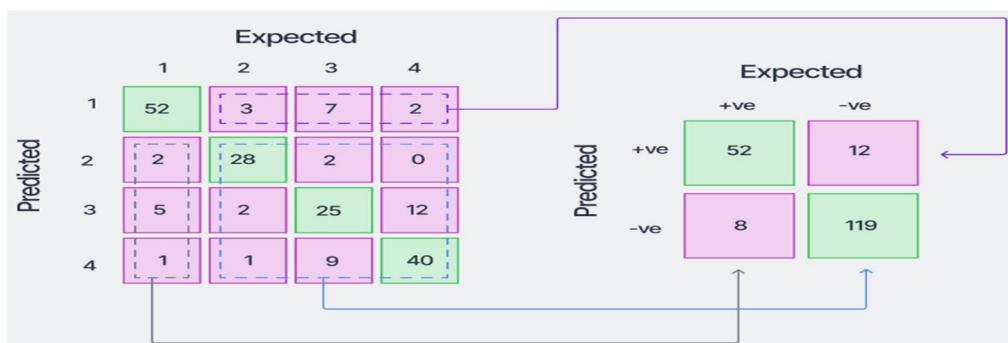 Expected
1 2 3 4
1 52 3 7 2
2 2 28 2 0
3 5 2 25 12
4 1 1 9 40
Predicted
Expected
+ve -ve
+ve 52 12
-ve 8 119
Predicted